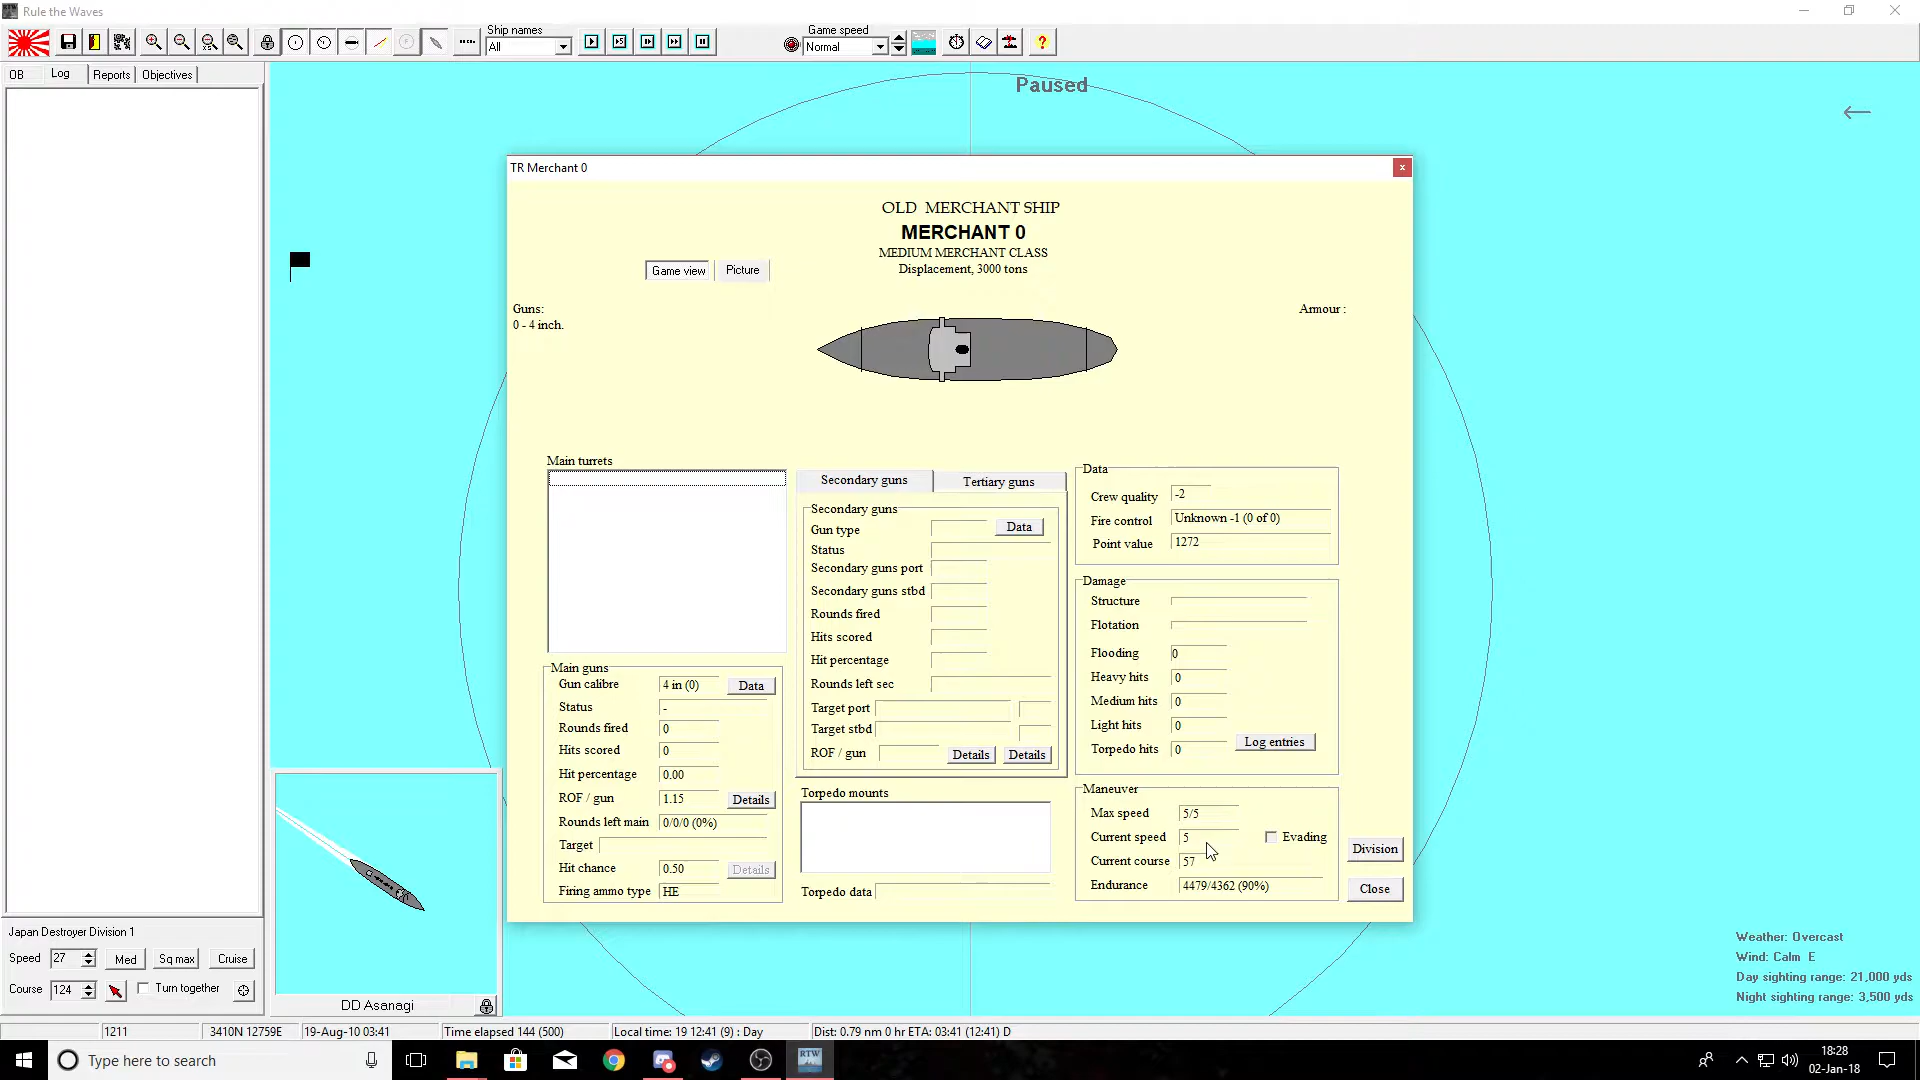 Rule the Waves
Ship names
All
Game speed
Normal
OB
Log
Reports
Objectives
Paused
TR Merchant 0
OLD MERCHANT SHIP
MERCHANT 0
MEDIUM MERCHANT CLASS
Displacement, 3000 tons
Game view
Picture
Guns:
0 - 4 inch.
Armour :
Main turrets
Main guns
Gun calibre 4 in (0) Data
Status -
Rounds fired 0
Hits scored 0
Hit percentage 0.00
ROF / gun 1.15 Details
Rounds left main 0/0/0 (0%)
Target
Hit chance 0.50 Details
Firing ammo type HE
Secondary guns
Tertiary guns
Secondary guns
Gun type Data
Status
Secondary guns port
Secondary guns stbd
Rounds fired
Hits scored
Hit percentage
Rounds left sec
Target port
Target stbd
ROF / gun Details Details
Torpedo mounts
Torpedo data
Data
Crew quality -2
Fire control Unknown -1 (0 of 0)
Point value 1272
Damage
Structure
Flotation
Flooding 0
Heavy hits 0
Medium hits 0
Light hits 0
Torpedo hits 0
Log entries
Maneuver
Max speed 5/5
Current speed 5
Evading
Current course 57
Endurance 4479/4362 (90%)
Division
Close
Japan Destroyer Division 1
Speed 27 Med Sq max Cruise
Course 124 Turn together
DD Asanagi
Weather: Overcast
Wind: Calm E
Day sighting range: 21,000 yds
Night sighting range: 3,500 yds
1211
3410N 12759E
19-Aug-10 03:41
Time elapsed 144 (500)
Local time: 19 12:41 (9) : Day
Dist: 0.79 nm 0 hr ETA: 03:41 (12:41) D
Type here to search
RTW
18:28
02-Jan-18